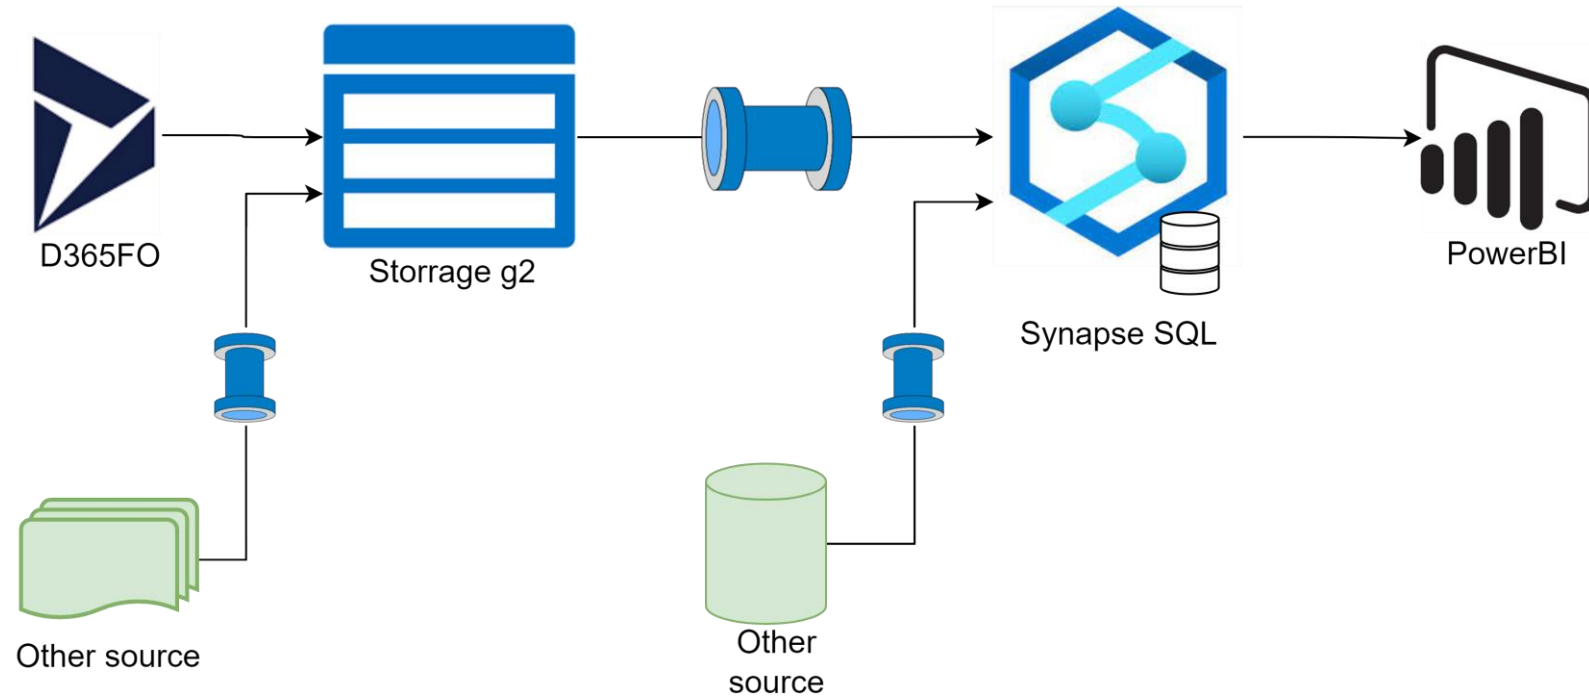 D365FO
Storrage g2
Synapse SQL
PowerBI
Other source
Other
source